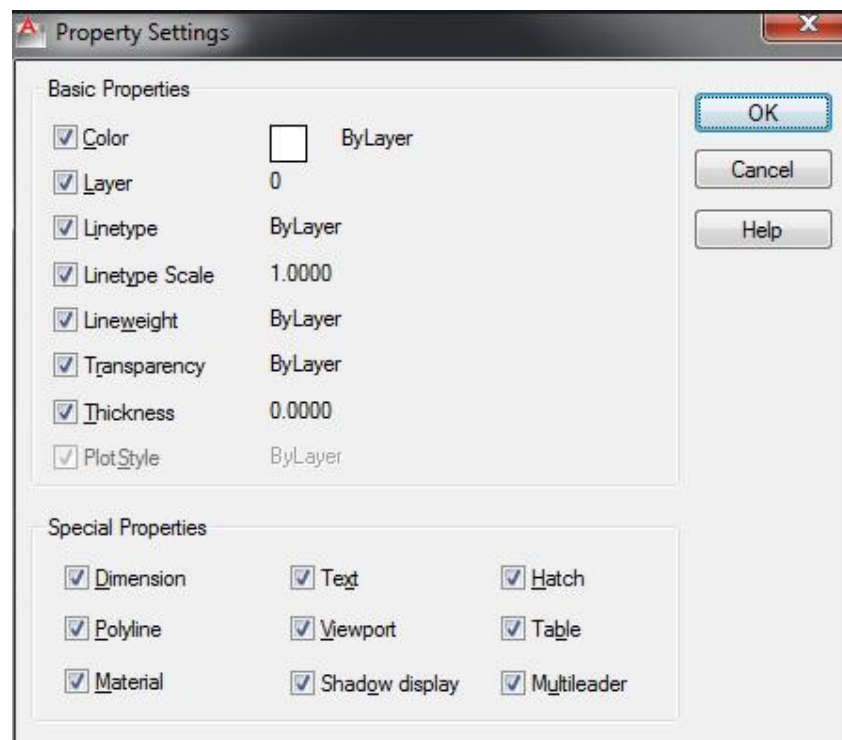 Property Settings
Basic Properties
Color ByLayer
Layer 0
Linetype ByLayer
Linetype Scale 1.0000
Lineweight ByLayer
Transparency ByLayer
Thickness 0.0000
PlotStyle ByLayer
OK
Cancel
Help
Special Properties
Dimension Text Hatch
Polyline Viewport Table
Material Shadow display Multileader